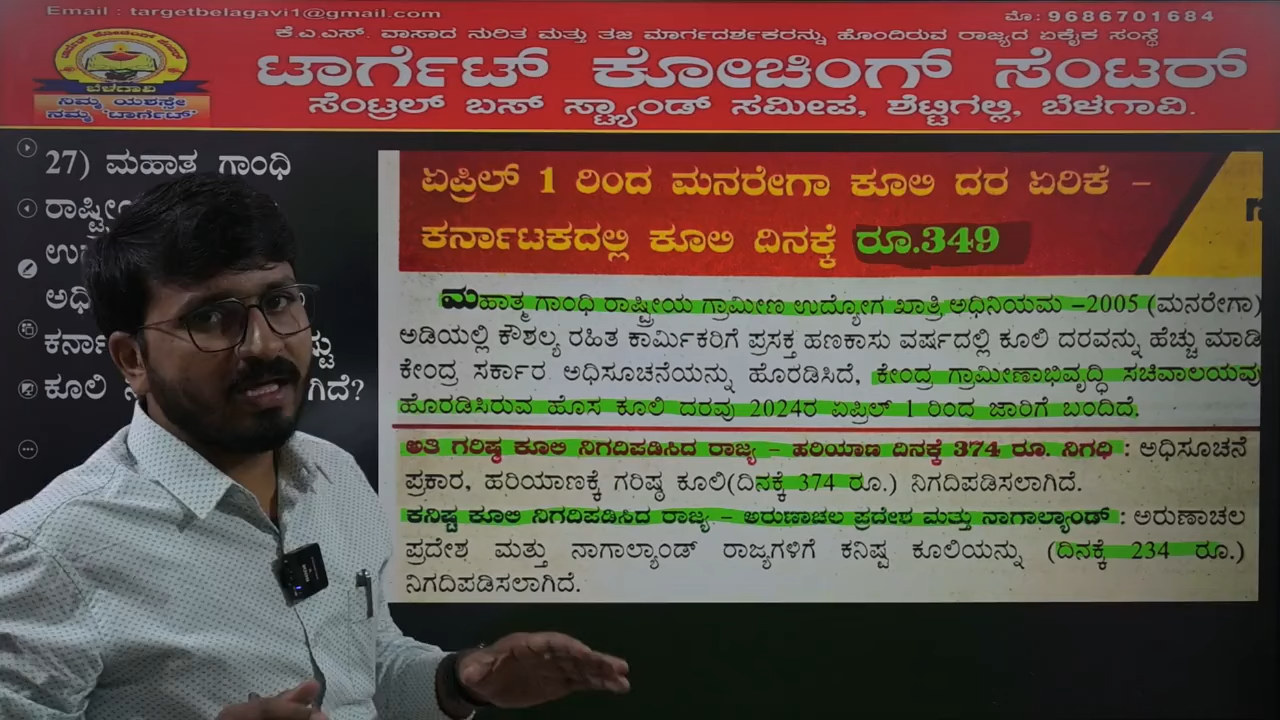 Email : targetbelagavi1@gmail.com
ಮೊ: 9686701684
ಕೆ.ಎ.ಎಸ್. ಪಾಸಾದ ನುರಿತ ಮತ್ತು ತಜ್ಞ ಮಾರ್ಗದರ್ಶಕರನ್ನು ಹೊಂದಿರುವ ರಾಜ್ಯದ ಏಕೈಕ ಸಂಸ್ಥೆ
ಟಾರ್ಗೆಟ್ ಕೋಚಿಂಗ್ ಸೆಂಟರ್
ಸೆಂಟ್ರಲ್ ಬಸ್ ಸ್ಟ್ಯಾಂಡ್ ಸಮೀಪ, ಶೆಟ್ಟಿಗಲ್ಲಿ, ಬೆಳಗಾವಿ.
ಬೆಳಗಾವಿ
ನಿಮ್ಮ ಯಶಸ್ಸೇ
ನಮ್ಮ 'ಟಾರ್ಗೆಟ್'
27) ಮಹಾತ್ಮ ಗಾಂಧಿ
ಕೂಲಿ
ಏಪ್ರಿಲ್ 1 ರಿಂದ ಮನರೇಗಾ ಕೂಲಿ ದರ ಏರಿಕೆ –
ಕರ್ನಾಟಕದಲ್ಲಿ ಕೂಲಿ ದಿನಕ್ಕೆ ರೂ.349
ಮಹಾತ್ಮ ಗಾಂಧಿ ರಾಷ್ಟ್ರೀಯ ಗ್ರಾಮೀಣ ಉದ್ಯೋಗ ಖಾತ್ರಿ ಅಧಿನಿಯಮ –2005 (ಮನರೇಗಾ)
ಅಡಿಯಲ್ಲಿ ಕೌಶಲ್ಯ ರಹಿತ ಕಾರ್ಮಿಕರಿಗೆ ಪ್ರಸಕ್ತ ಹಣಕಾಸು ವರ್ಷದಲ್ಲಿ ಕೂಲಿ ದರವನ್ನು ಹೆಚ್ಚು ಮಾಡಿ
ಕೇಂದ್ರ ಸರ್ಕಾರ ಅಧಿಸೂಚನೆಯನ್ನು ಹೊರಡಿಸಿದೆ, ಕೇಂದ್ರ ಗ್ರಾಮೀಣಾಭಿವೃದ್ಧಿ ಸಚಿವಾಲಯವು
ಹೊರಡಿಸಿರುವ ಹೊಸ ಕೂಲಿ ದರವು 2024ರ ಏಪ್ರಿಲ್ 1 ರಿಂದ ಜಾರಿಗೆ ಬಂದಿದೆ.
ಅತಿ ಗರಿಷ್ಠ ಕೂಲಿ ನಿಗದಿಪಡಿಸಿದ ರಾಜ್ಯ – ಹರಿಯಾಣ ದಿನಕ್ಕೆ 374 ರೂ. ನಿಗಧಿ : ಅಧಿಸೂಚನೆ
ಪ್ರಕಾರ, ಹರಿಯಾಣಕ್ಕೆ ಗರಿಷ್ಠ ಕೂಲಿ(ದಿನಕ್ಕೆ 374 ರೂ.) ನಿಗದಿಪಡಿಸಲಾಗಿದೆ.
ಕನಿಷ್ಟ ಕೂಲಿ ನಿಗದಿಪಡಿಸಿದ ರಾಜ್ಯ – ಅರುಣಾಚಲ ಪ್ರದೇಶ ಮತ್ತು ನಾಗಾಲ್ಯಾಂಡ್ : ಅರುಣಾಚಲ
ಪ್ರದೇಶ ಮತ್ತು ನಾಗಾಲ್ಯಾಂಡ್ ರಾಜ್ಯಗಳಿಗೆ ಕನಿಷ್ಟ ಕೂಲಿಯನ್ನು (ದಿನಕ್ಕೆ 234 ರೂ.)
ನಿಗದಿಪಡಿಸಲಾಗಿದೆ.